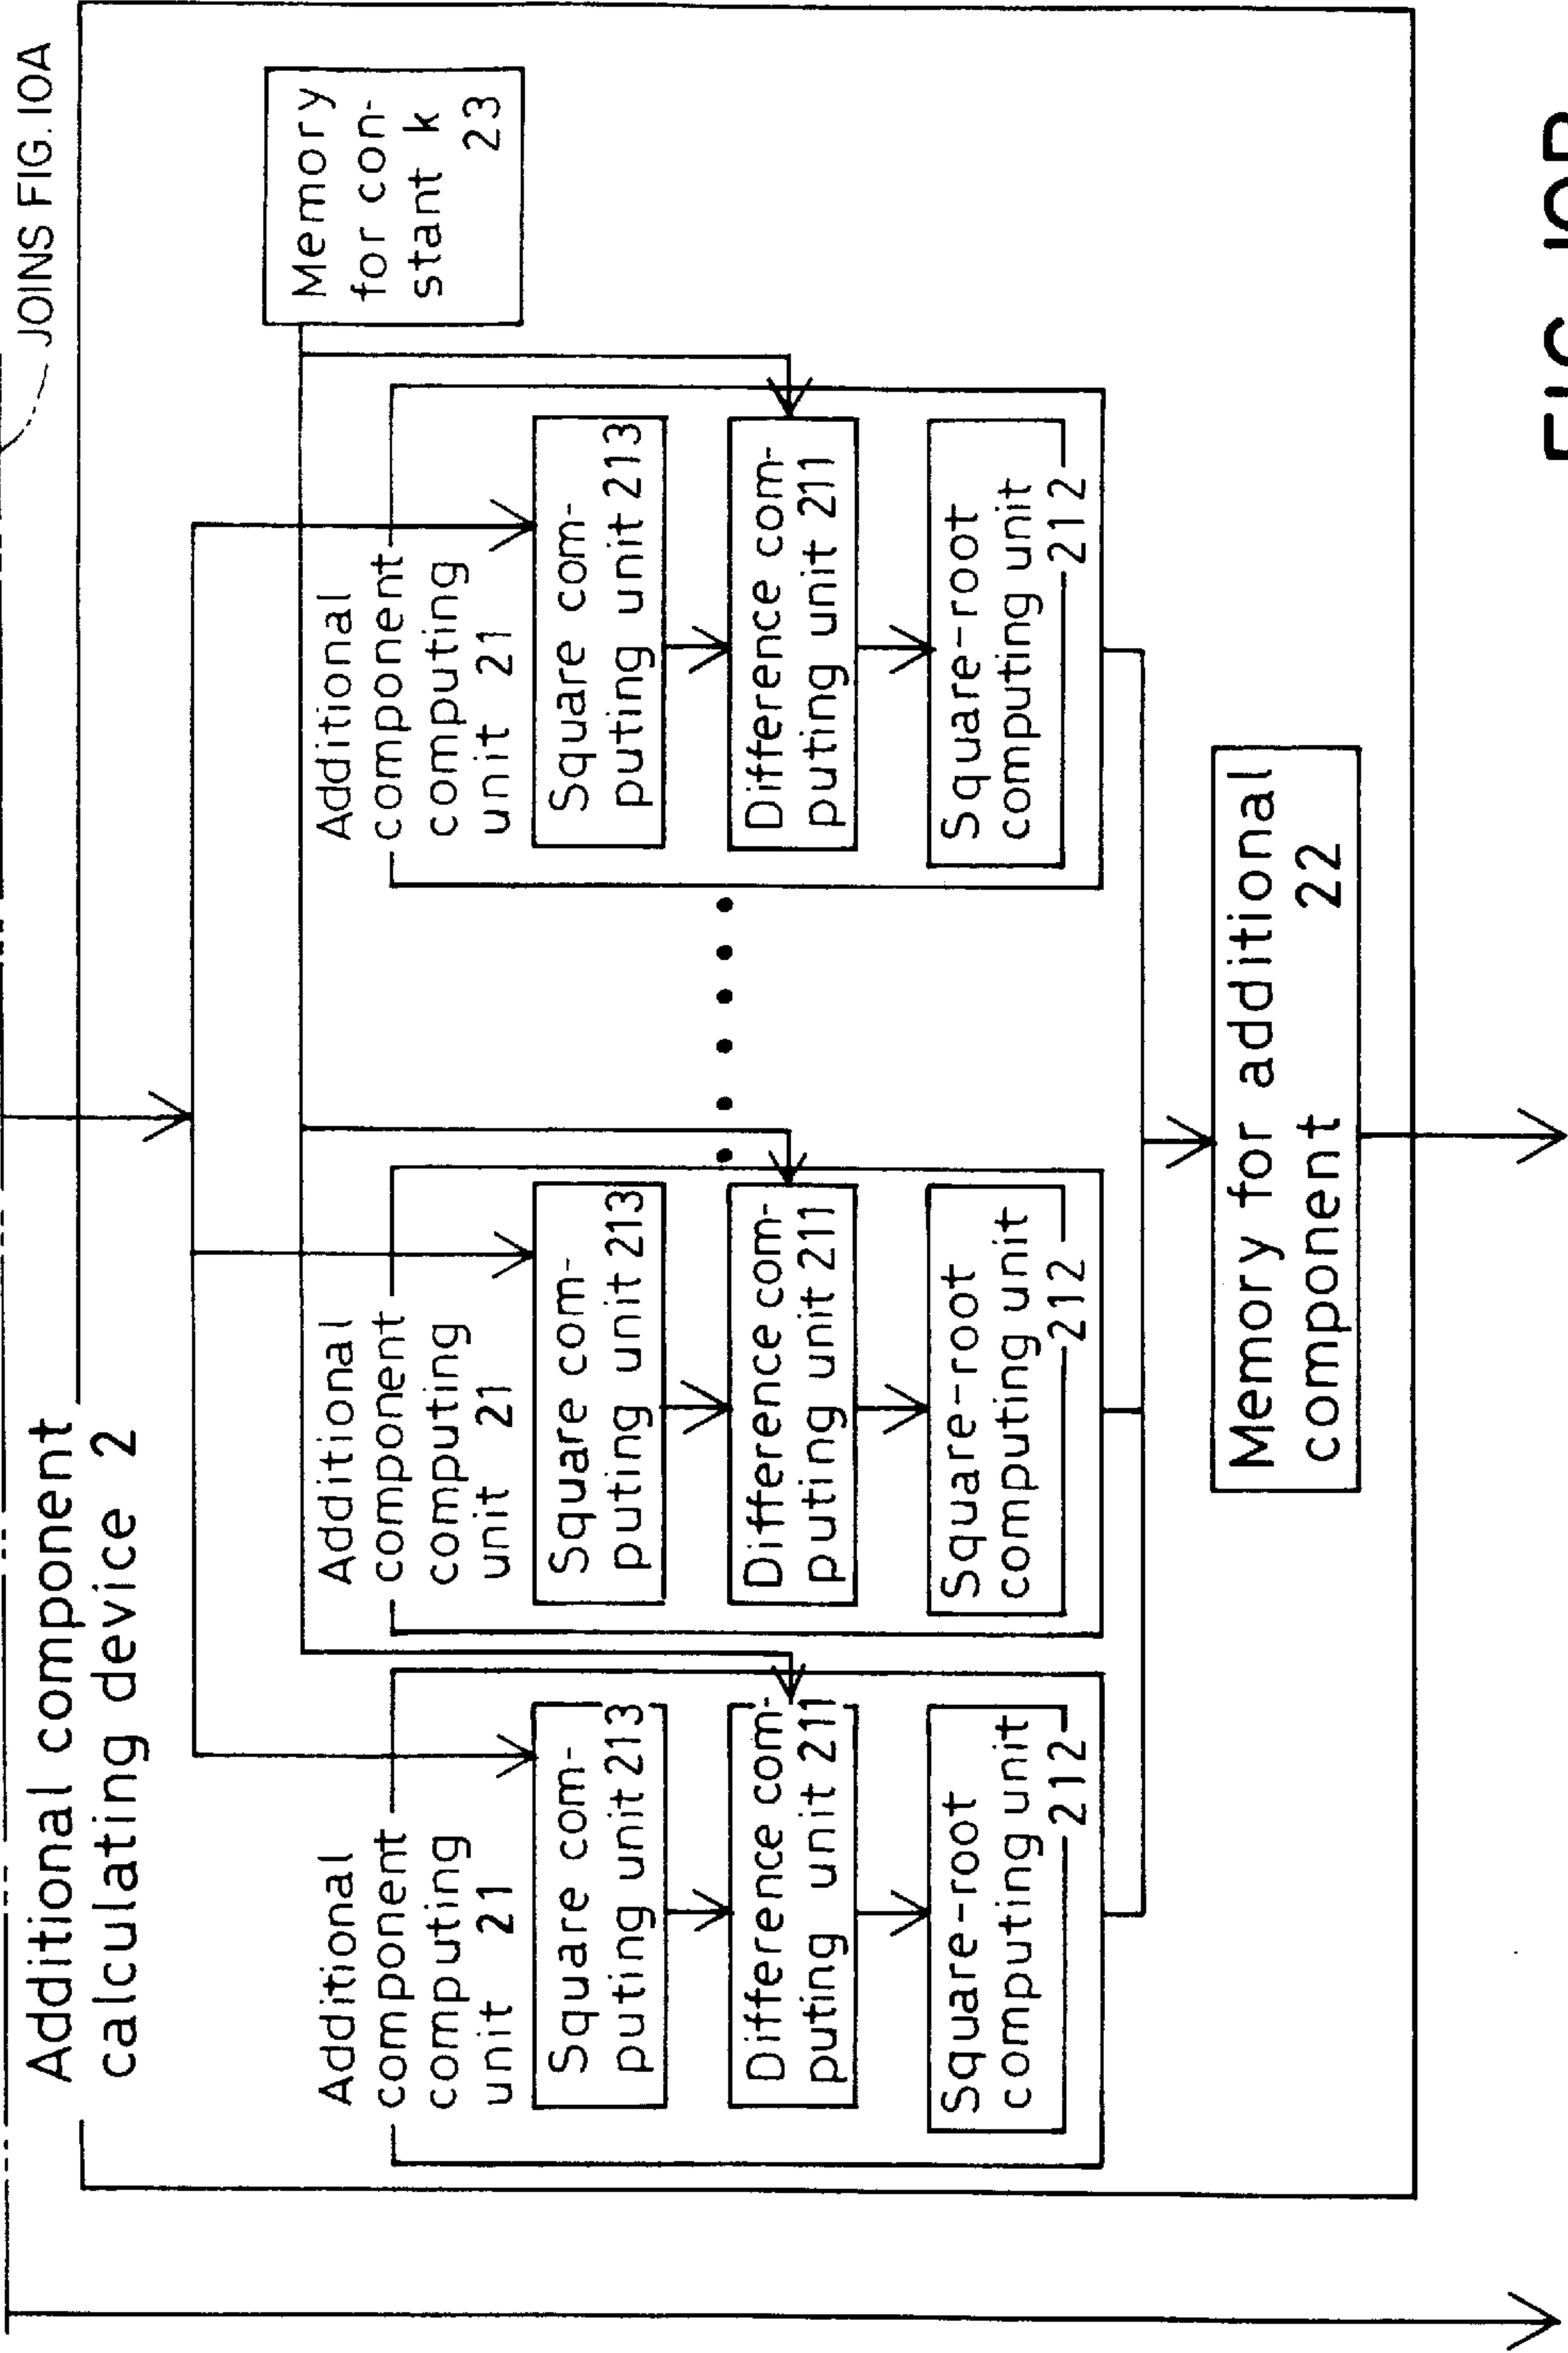 JOINS FIG. 10A
Additional component
calculating device 2
Memory
for con-
stant k
23
Additional
component
computing
unit 21
Square com-
puting unit 213
Difference com-
puting unit 211
Square-root
computing unit
212
Additional
component
computing
unit 21
Square com-
puting unit 213
Difference com-
puting unit 211
Square-root
computing unit
212
Additional
component
computing
unit 21
Square com-
puting unit 213
Difference com-
puting unit 211
Square-root
computing unit
212
Memory for additional
component 22